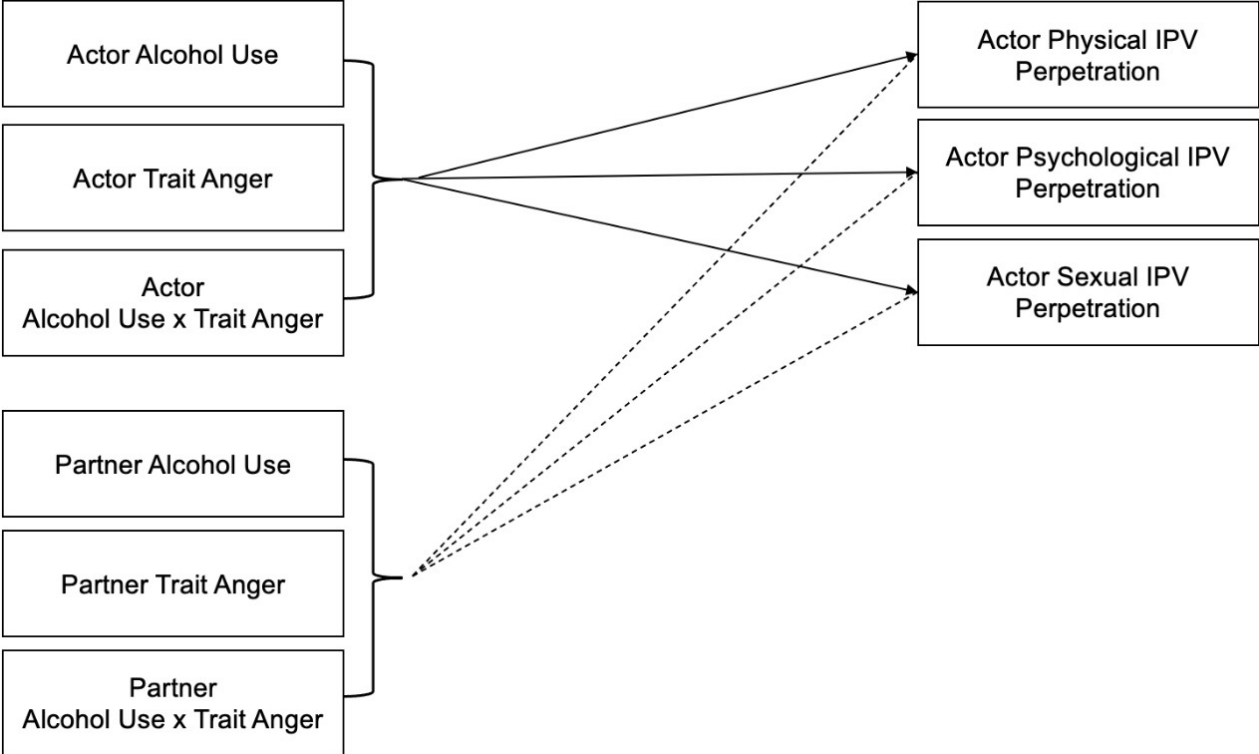 Actor Alcohol Use
Actor Trait Anger
Actor
Alcohol Use x Trait Anger
Partner Alcohol Use
Partner Trait Anger
Partner
Alcohol Use x Trait Anger
Actor Physical IPV
Perpetration
Actor Psychological IPV
Perpetration
Actor Sexual IPV
Perpetration